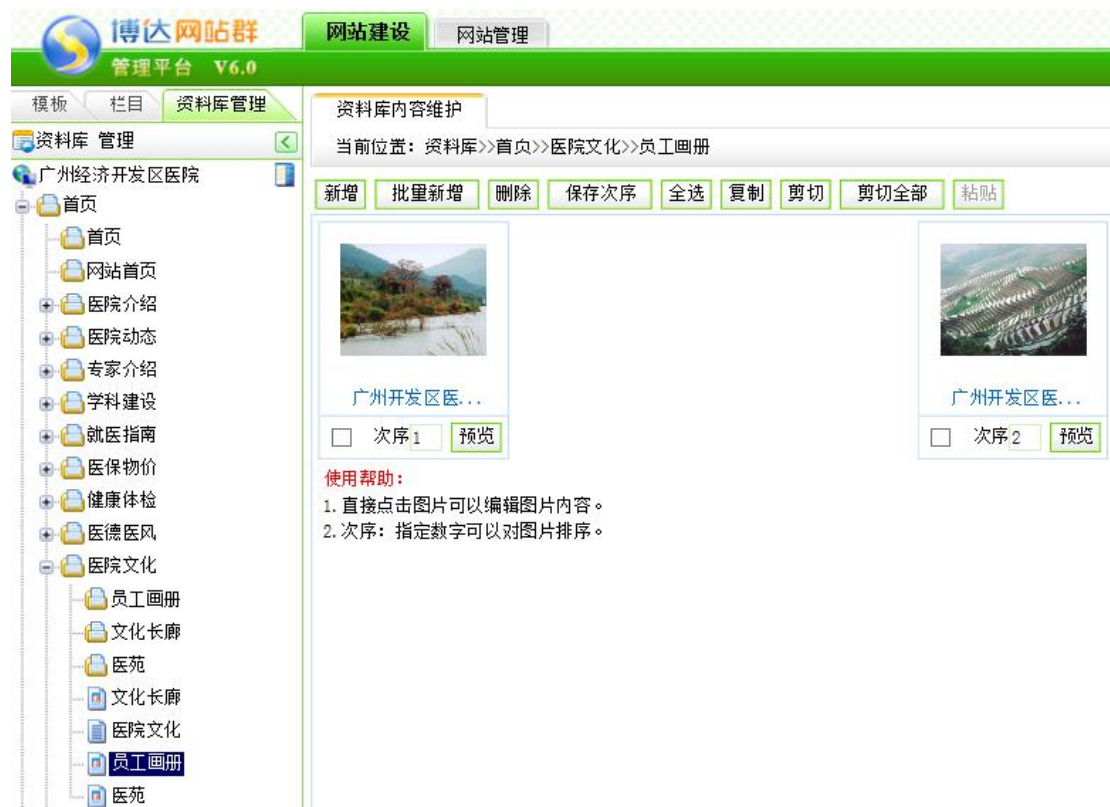 博达网站群
管理平台 V6.0
网站建设 网站管理
模板 栏目 资料库管理
资料库 管理
广州经济开发区医院
首页
首页
网站首页
医院介绍
医院动态
专家介绍
学科建设
就医指南
医保物价
健康体检
医德医风
医院文化
员工画册
文化长廊
医苑
文化长廊
医院文化
员工画册
医苑
资料库内容维护
当前位置：资料库>>首页>>医院文化>>员工画册
新增 批量新增 删除 保存次序 全选 复制 剪切 剪切全部 粘贴
广州开发区医... 广州开发区医...
次序 1 预览 次序 2 预览
使用帮助：
1. 直接点击图片可以编辑图片内容。
2. 次序：指定数字可以对图片排序。